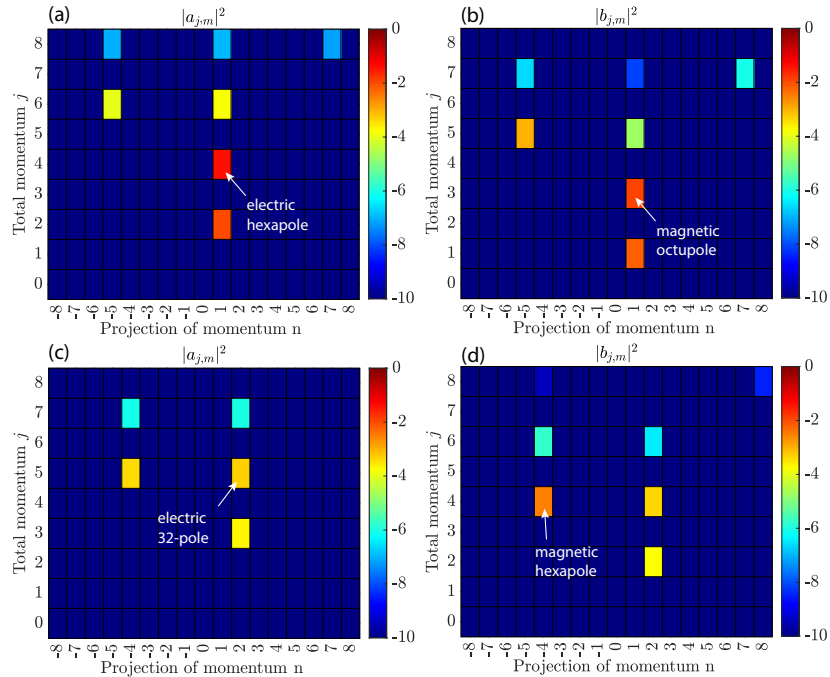 (a)
|a_{j,m}|^2
8
7
6
5
4
3
2
1
0
Total momentum j
electric
hexapole
-8 -7 -6 -5 -4 -3 -2 -1 0 1 2 3 4 5 6 7 8
Projection of momentum n
0
-2
-4
-6
-8
-10
(b)
|b_{j,m}|^2
8
7
6
5
4
3
2
1
0
Total momentum j
magnetic
octupole
-8 -7 -6 -5 -4 -3 -2 -1 0 1 2 3 4 5 6 7 8
Projection of momentum n
0
-2
-4
-6
-8
-10
(c)
|a_{j,m}|^2
8
7
6
5
4
3
2
1
0
Total momentum j
electric
32-pole
-8 -7 -6 -5 -4 -3 -2 -1 0 1 2 3 4 5 6 7 8
Projection of momentum n
0
-2
-4
-6
-8
-10
(d)
|b_{j,m}|^2
8
7
6
5
4
3
2
1
0
Total momentum j
magnetic
hexapole
-8 -7 -6 -5 -4 -3 -2 -1 0 1 2 3 4 5 6 7 8
Projection of momentum n
0
-2
-4
-6
-8
-10